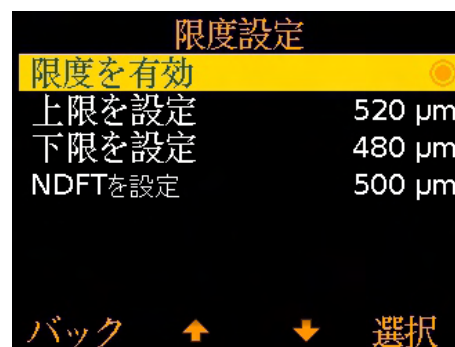 限度設定
限度を有効
上限を設定 520 µm
下限を設定 480 µm
NDFTを設定 500 µm
バック 選択